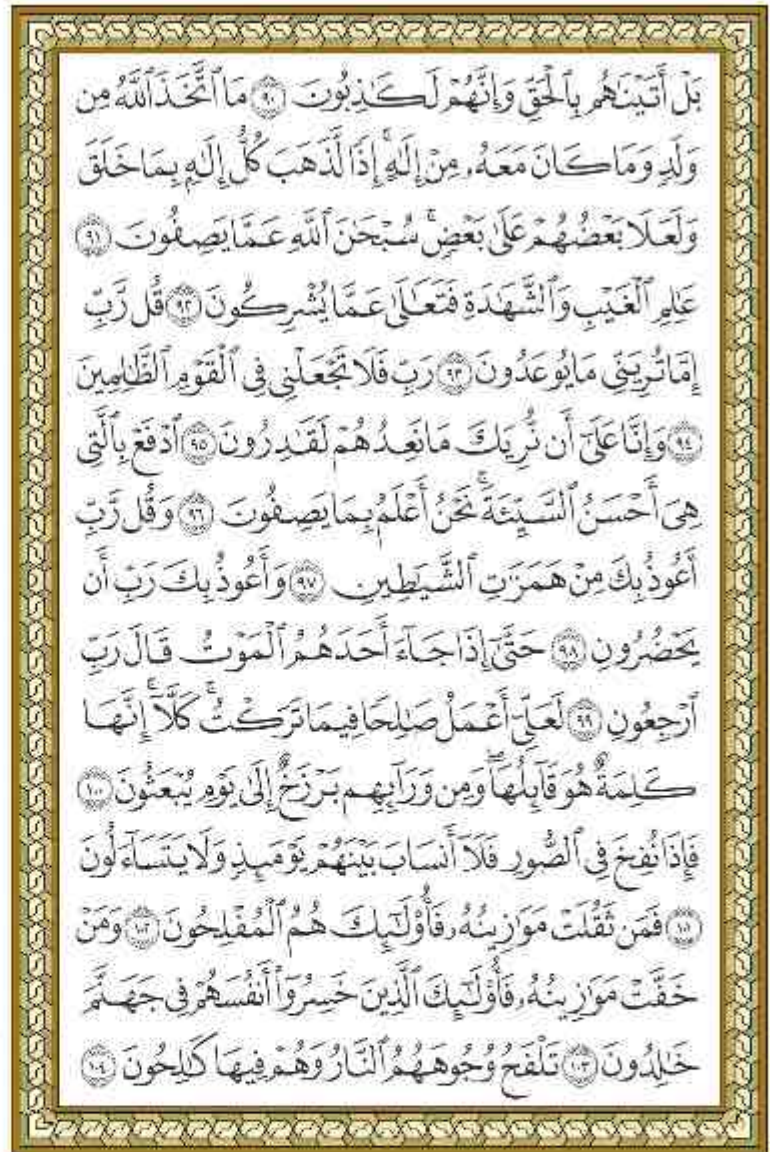 بَلْ أَتَيْنَٰهُم بِٱلْحَقِّ وَإِنَّهُمْ لَكَٰذِبُونَ ٩٠ مَا ٱتَّخَذَ ٱللَّهُ مِن
وَلَدٍ وَمَا كَانَ مَعَهُۥ مِنْ إِلَٰهٍ ۚ إِذًا لَّذَهَبَ كُلُّ إِلَٰهٍۭ بِمَا خَلَقَ
وَلَعَلَا بَعْضُهُمْ عَلَىٰ بَعْضٍ ۚ سُبْحَٰنَ ٱللَّهِ عَمَّا يَصِفُونَ ٩١
عَٰلِمِ ٱلْغَيْبِ وَٱلشَّهَٰدَةِ فَتَعَٰلَىٰ عَمَّا يُشْرِكُونَ ٩٢ قُل رَّبِّ
إِمَّا تُرِيَنِّى مَا يُوعَدُونَ ٩٣ رَبِّ فَلَا تَجْعَلْنِى فِى ٱلْقَوْمِ ٱلظَّٰلِمِينَ
٩٤ وَإِنَّا عَلَىٰٓ أَن نُّرِيَكَ مَا نَعِدُهُمْ لَقَٰدِرُونَ ٩٥ ٱدْفَعْ بِٱلَّتِى
هِىَ أَحْسَنُ ٱلسَّيِّئَةَ ۚ نَحْنُ أَعْلَمُ بِمَا يَصِفُونَ ٩٦ وَقُل رَّبِّ
أَعُوذُ بِكَ مِنْ هَمَزَٰتِ ٱلشَّيَٰطِينِ ٩٧ وَأَعُوذُ بِكَ رَبِّ أَن
يَحْضُرُونِ ٩٨ حَتَّىٰٓ إِذَا جَآءَ أَحَدَهُمُ ٱلْمَوْتُ قَالَ رَبِّ
ٱرْجِعُونِ ٩٩ لَعَلِّىٓ أَعْمَلُ صَٰلِحًا فِيمَا تَرَكْتُ ۚ كَلَّآ ۚ إِنَّهَا
كَلِمَةٌ هُوَ قَآئِلُهَا ۖ وَمِن وَرَآئِهِم بَرْزَخٌ إِلَىٰ يَوْمِ يُبْعَثُونَ ١٠٠
فَإِذَا نُفِخَ فِى ٱلصُّورِ فَلَآ أَنسَابَ بَيْنَهُمْ يَوْمَئِذٍ وَلَا يَتَسَآءَلُونَ
١٠١ فَمَن ثَقُلَتْ مَوَٰزِينُهُۥ فَأُو۟لَٰٓئِكَ هُمُ ٱلْمُفْلِحُونَ ١٠٢ وَمَنْ
خَفَّتْ مَوَٰزِينُهُۥ فَأُو۟لَٰٓئِكَ ٱلَّذِينَ خَسِرُوٓا۟ أَنفُسَهُمْ فِى جَهَنَّمَ
خَٰلِدُونَ ١٠٣ تَلْفَحُ وُجُوهَهُمُ ٱلنَّارُ وَهُمْ فِيهَا كَٰلِحُونَ ١٠٤